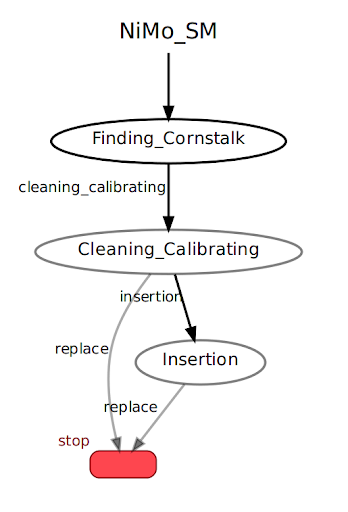 NiMo_SM
Finding_Cornstalk
cleaning_calibrating
Cleaning_Calibrating
insertion
replace
Insertion
replace
stop